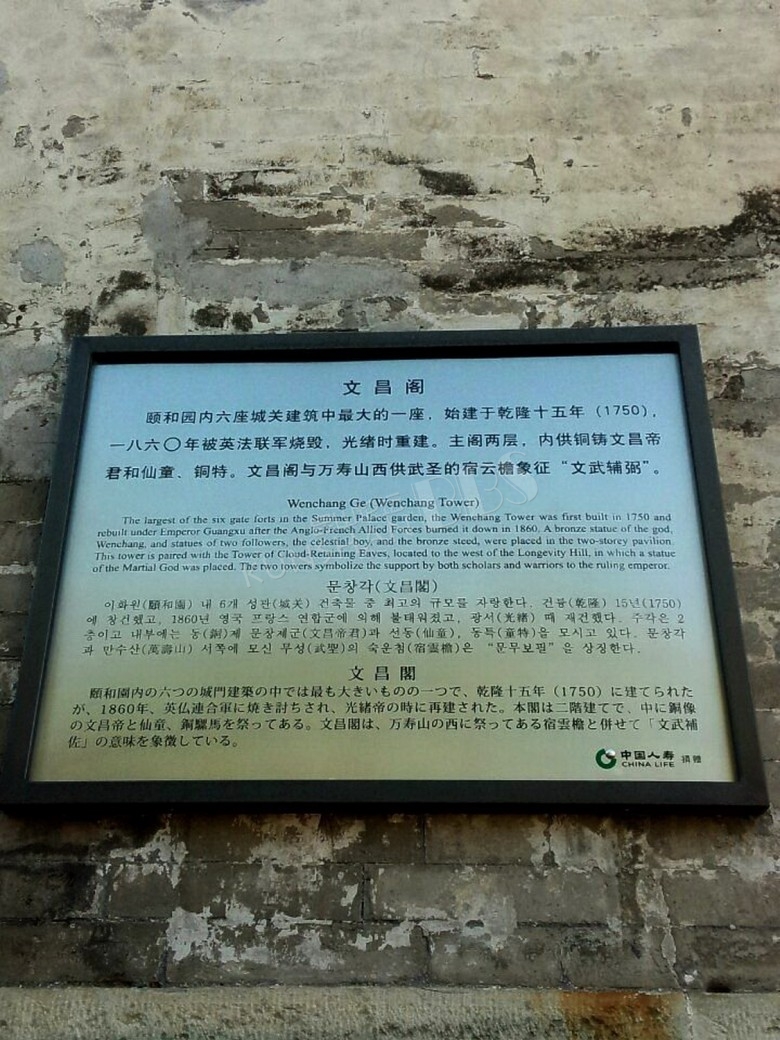 文昌阁
颐和园内六座城关建筑中最大的一座，始建于乾隆十五年（1750），
一八六〇年被英法联军烧毁，光绪时重建。主阁两层，内供铜铸文昌帝
君和仙童、铜特。文昌阁与万寿山西供武圣的宿云檐象征“文武辅弼”。
Wenchang Ge (Wenchang Tower)
The largest of the six gate forts in the Summer Palace garden, the Wenchang Tower was first built in 1750 and
rebuilt under Emperor Guangxu after the Anglo-French Allied Forces burned it down in 1860. A bronze statue of the god,
Wenchang, and statues of two followers, the celestial boy, and the bronze steed, were placed in the two-storey pavilion.
This tower is paired with the Tower of Cloud-Retaining Eaves, located to the west of the Longevity Hill, in which a statue
of the Martial God was placed. The two towers symbolize the support by both scholars and warriors to the ruling emperor.
문창각(文昌閣)
이화원(頤和園) 내 6개 성관(城关) 건축물 중 최고의 규모를 자랑한다. 건륭(乾隆) 15년(1750)
에 창건했고, 1860년 영국 프랑스 연합군에 의해 불태워졌고, 광서(光緒) 때 재건했다. 주각은 2
층이고 내부에는 동(銅)제 문창제군(文昌帝君)과 선동(仙童), 동특(童特)을 모시고 있다. 문창각
과 만수산(萬壽山) 서쪽에 모신 무성(武聖)의 숙운첨(宿雲檐)은 “문무보필”을 상징한다.
文昌閣
頤和園内の六つの城門建築の中では最も大きいものの一つで、乾隆十五年（1750）に建てられた
が、1860年、英仏連合軍に焼き討ちされ、光緒帝の時に再建された。本閣は二階建てで、中に銅像
の文昌帝と仙童、銅騾馬を祭ってある。文昌閣は、万寿山の西に祭ってある宿雲檐と併せて「文武補
佐」の意味を象徴している。
中国人寿 捐赠
CHINA LIFE